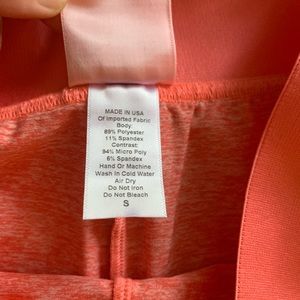 MADE IN USA
Of Imported Fabric
Body:
89% Polyester
11% Spandex
Contrast:
94% Micro Poly
6% Spandex
Hand Or Machine
Wash In Cold Water
Air Dry
Do Not Iron
Do Not Bleach
S